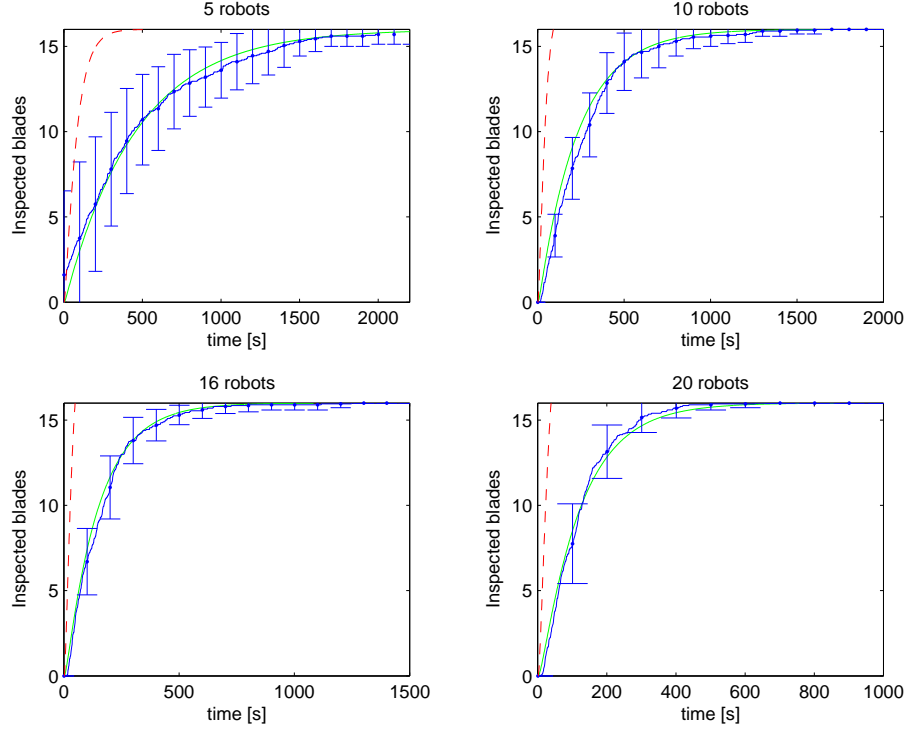 5 robots
15
10
5
0
Inspected blades
0 500 1000 1500 2000
time [s]
10 robots
15
10
5
0
Inspected blades
0 500 1000 1500 2000
time [s]
16 robots
15
10
5
0
Inspected blades
0 500 1000 1500
time [s]
20 robots
15
10
5
0
Inspected blades
0 200 400 600 800 1000
time [s]